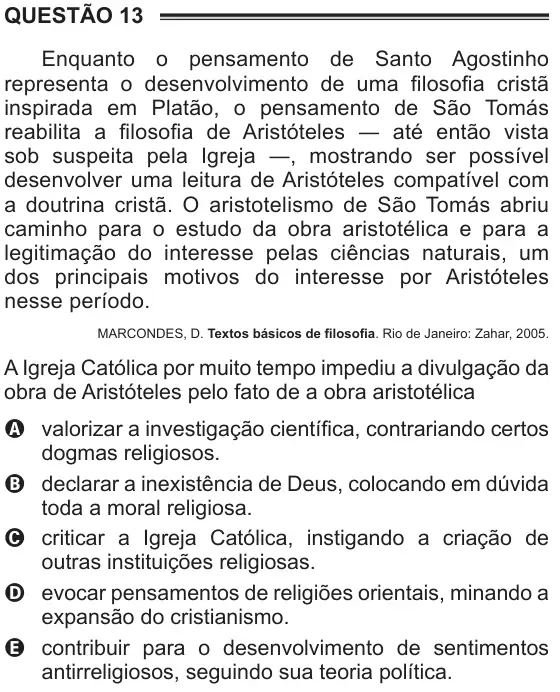 QUESTÃO 13
Enquanto o pensamento de Santo Agostinho
representa o desenvolvimento de uma filosofia cristã
inspirada em Platão, o pensamento de São Tomás
reabilita a filosofia de Aristóteles — até então vista
sob suspeita pela Igreja —, mostrando ser possível
desenvolver uma leitura de Aristóteles compatível com
a doutrina cristã. O aristotelismo de São Tomás abriu
caminho para o estudo da obra aristotélica e para a
legitimação do interesse pelas ciências naturais, um
dos principais motivos do interesse por Aristóteles
nesse período.
MARCONDES, D. Textos básicos de filosofia. Rio de Janeiro: Zahar, 2005.
A Igreja Católica por muito tempo impediu a divulgação da
obra de Aristóteles pelo fato de a obra aristotélica
A valorizar a investigação científica, contrariando certos
dogmas religiosos.
B declarar a inexistência de Deus, colocando em dúvida
toda a moral religiosa.
C criticar a Igreja Católica, instigando a criação de
outras instituições religiosas.
D evocar pensamentos de religiões orientais, minando a
expansão do cristianismo.
E contribuir para o desenvolvimento de sentimentos
antirreligiosos, seguindo sua teoria política.